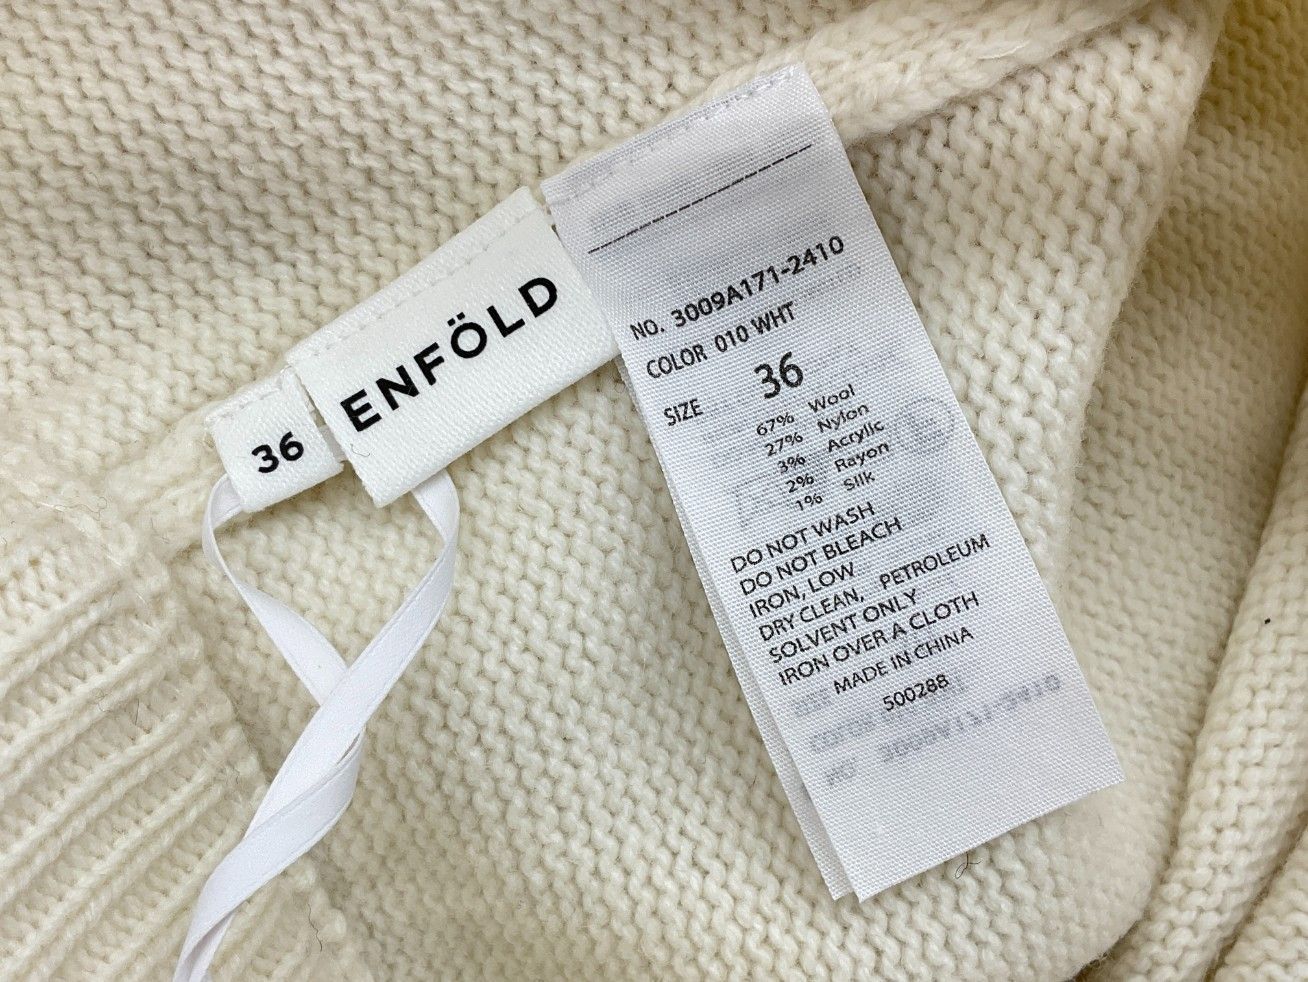 36
ENFÖLD
NO. 3009A171-2410
COLOR 010 WHT
SIZE 36
67% Wool
27% Nylon
3% Acrylic
2% Rayon
1% Silk
DO NOT WASH
DO NOT BLEACH
IRON, LOW
DRY CLEAN, PETROLEUM
SOLVENT ONLY
IRON OVER A CLOTH
MADE IN CHINA
500288